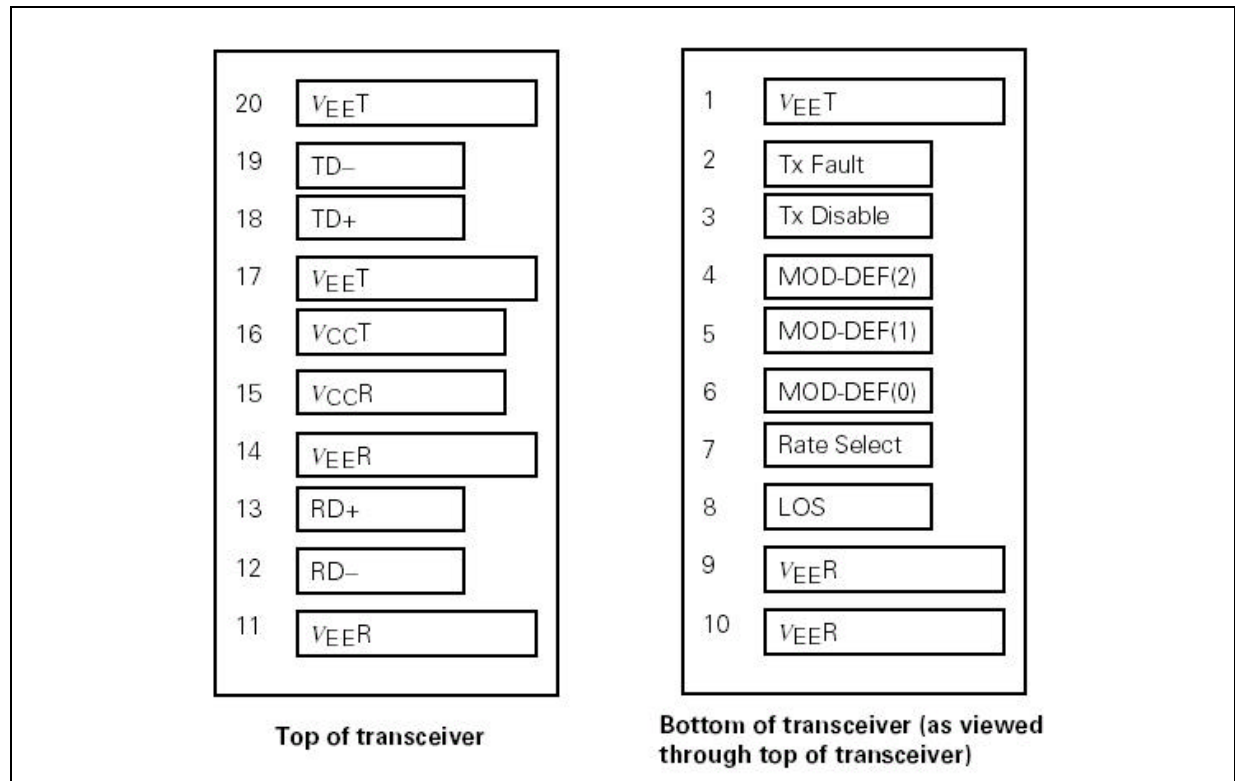 20 VEET
19 TD–
18 TD+
17 VEET
16 VCCT
15 VCCR
14 VEER
13 RD+
12 RD–
11 VEER
Top of transceiver
1 VEET
2 Tx Fault
3 Tx Disable
4 MOD-DEF(2)
5 MOD-DEF(1)
6 MOD-DEF(0)
7 Rate Select
8 LOS
9 VEER
10 VEER
Bottom of transceiver (as viewed
through top of transceiver)